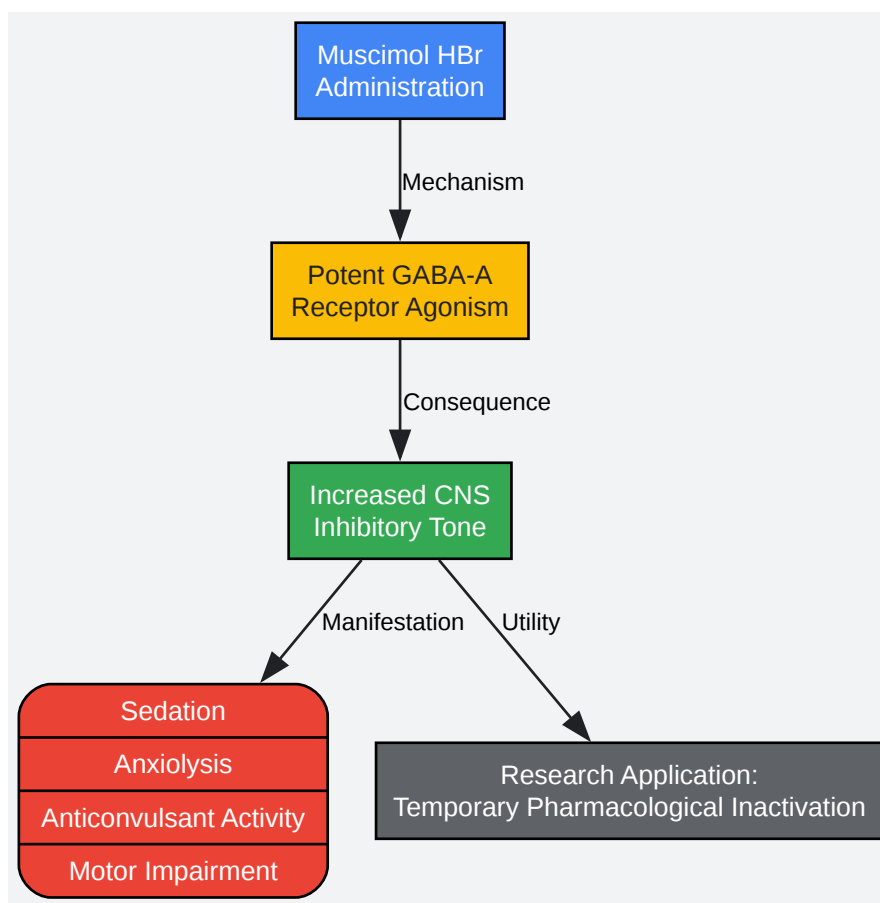 Muscimol HBr
Administration
Mechanism
Potent GABA-A
Receptor Agonism
Consequence
Increased CNS
Inhibitory Tone
Manifestation
Utility
Sedation
Anxiolysis
Anticonvulsant Activity
Motor Impairment
Research Application:
Temporary Pharmacological Inactivation